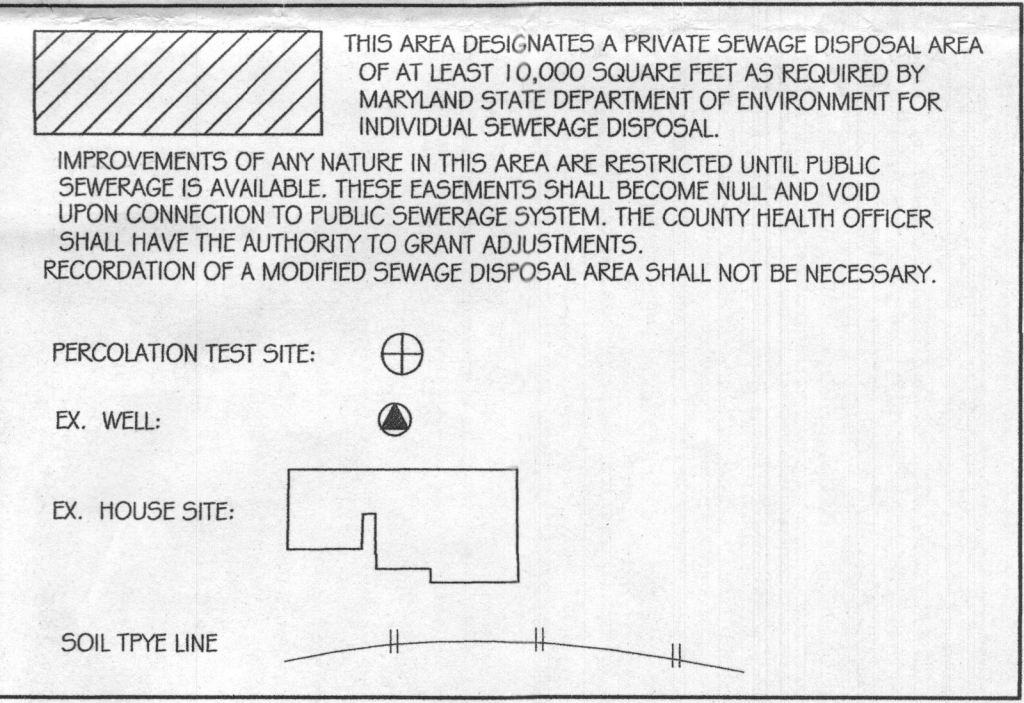 THIS AREA DESIGNATES A PRIVATE SEWAGE DISPOSAL AREA
OF AT LEAST 10,000 SQUARE FEET AS REQUIRED BY
MARYLAND STATE DEPARTMENT OF ENVIRONMENT FOR
INDIVIDUAL SEWERAGE DISPOSAL.
IMPROVEMENTS OF ANY NATURE IN THIS AREA ARE RESTRICTED UNTIL PUBLIC
SEWERAGE IS AVAILABLE. THESE EASEMENTS SHALL BECOME NULL AND VOID
UPON CONNECTION TO PUBLIC SEWERAGE SYSTEM. THE COUNTY HEALTH OFFICER
SHALL HAVE THE AUTHORITY TO GRANT ADJUSTMENTS.
RECORDATION OF A MODIFIED SEWAGE DISPOSAL AREA SHALL NOT BE NECESSARY.
PERCOLATION TEST SITE:
EX. WELL:
EX. HOUSE SITE:
SOIL TPYE LINE